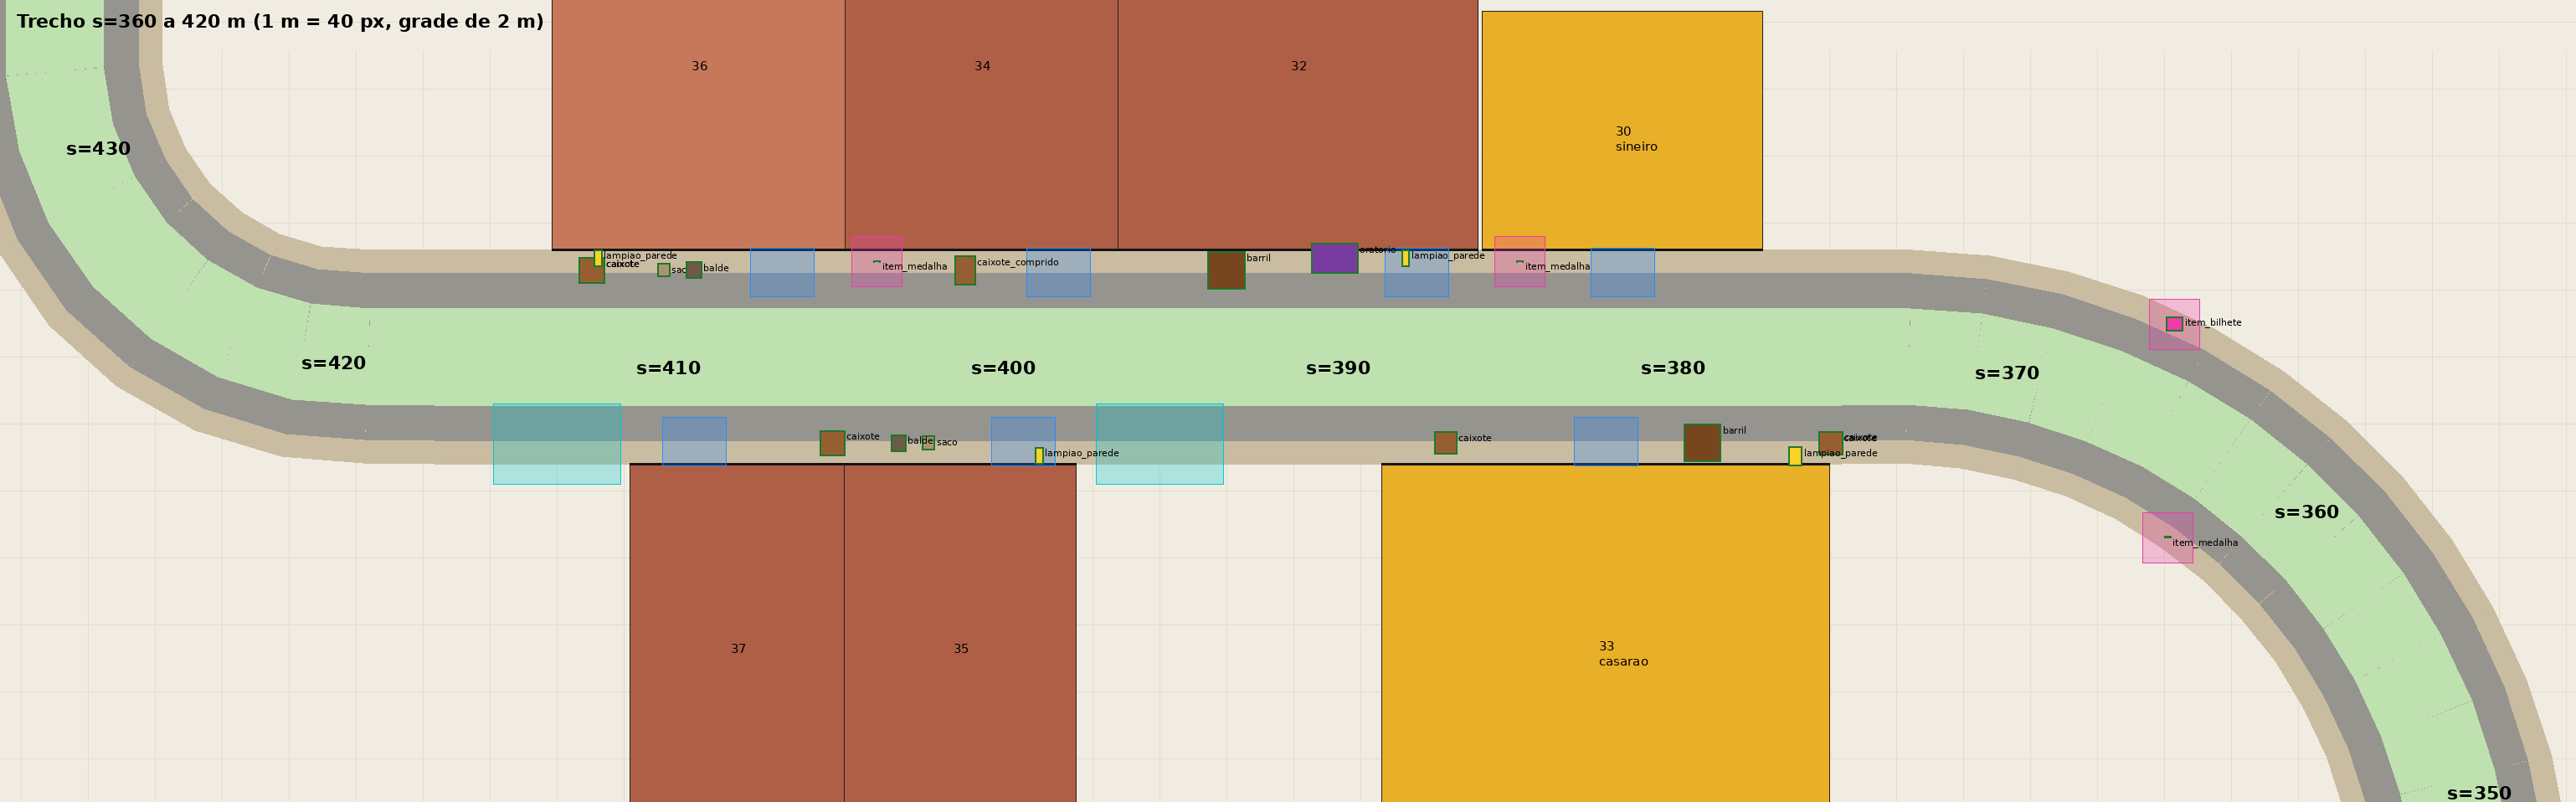 Trecho s=360 a 420 m (1 m = 40 px, grade de 2 m)
36
34
32
30
sineiro
s=430
lampiao_parede
caixote
saco
balde
item_medalha
caixote_comprido
barril
oratorio
lampiao_parede
item_medalha
item_bilhete
s=420
s=410
s=400
s=390
s=380
s=370
caixote
balde
saco
lampiao_parede
caixote
barril
caixote
lampiao_parede
s=360
item_medalha
37
35
33
casarao
s=350